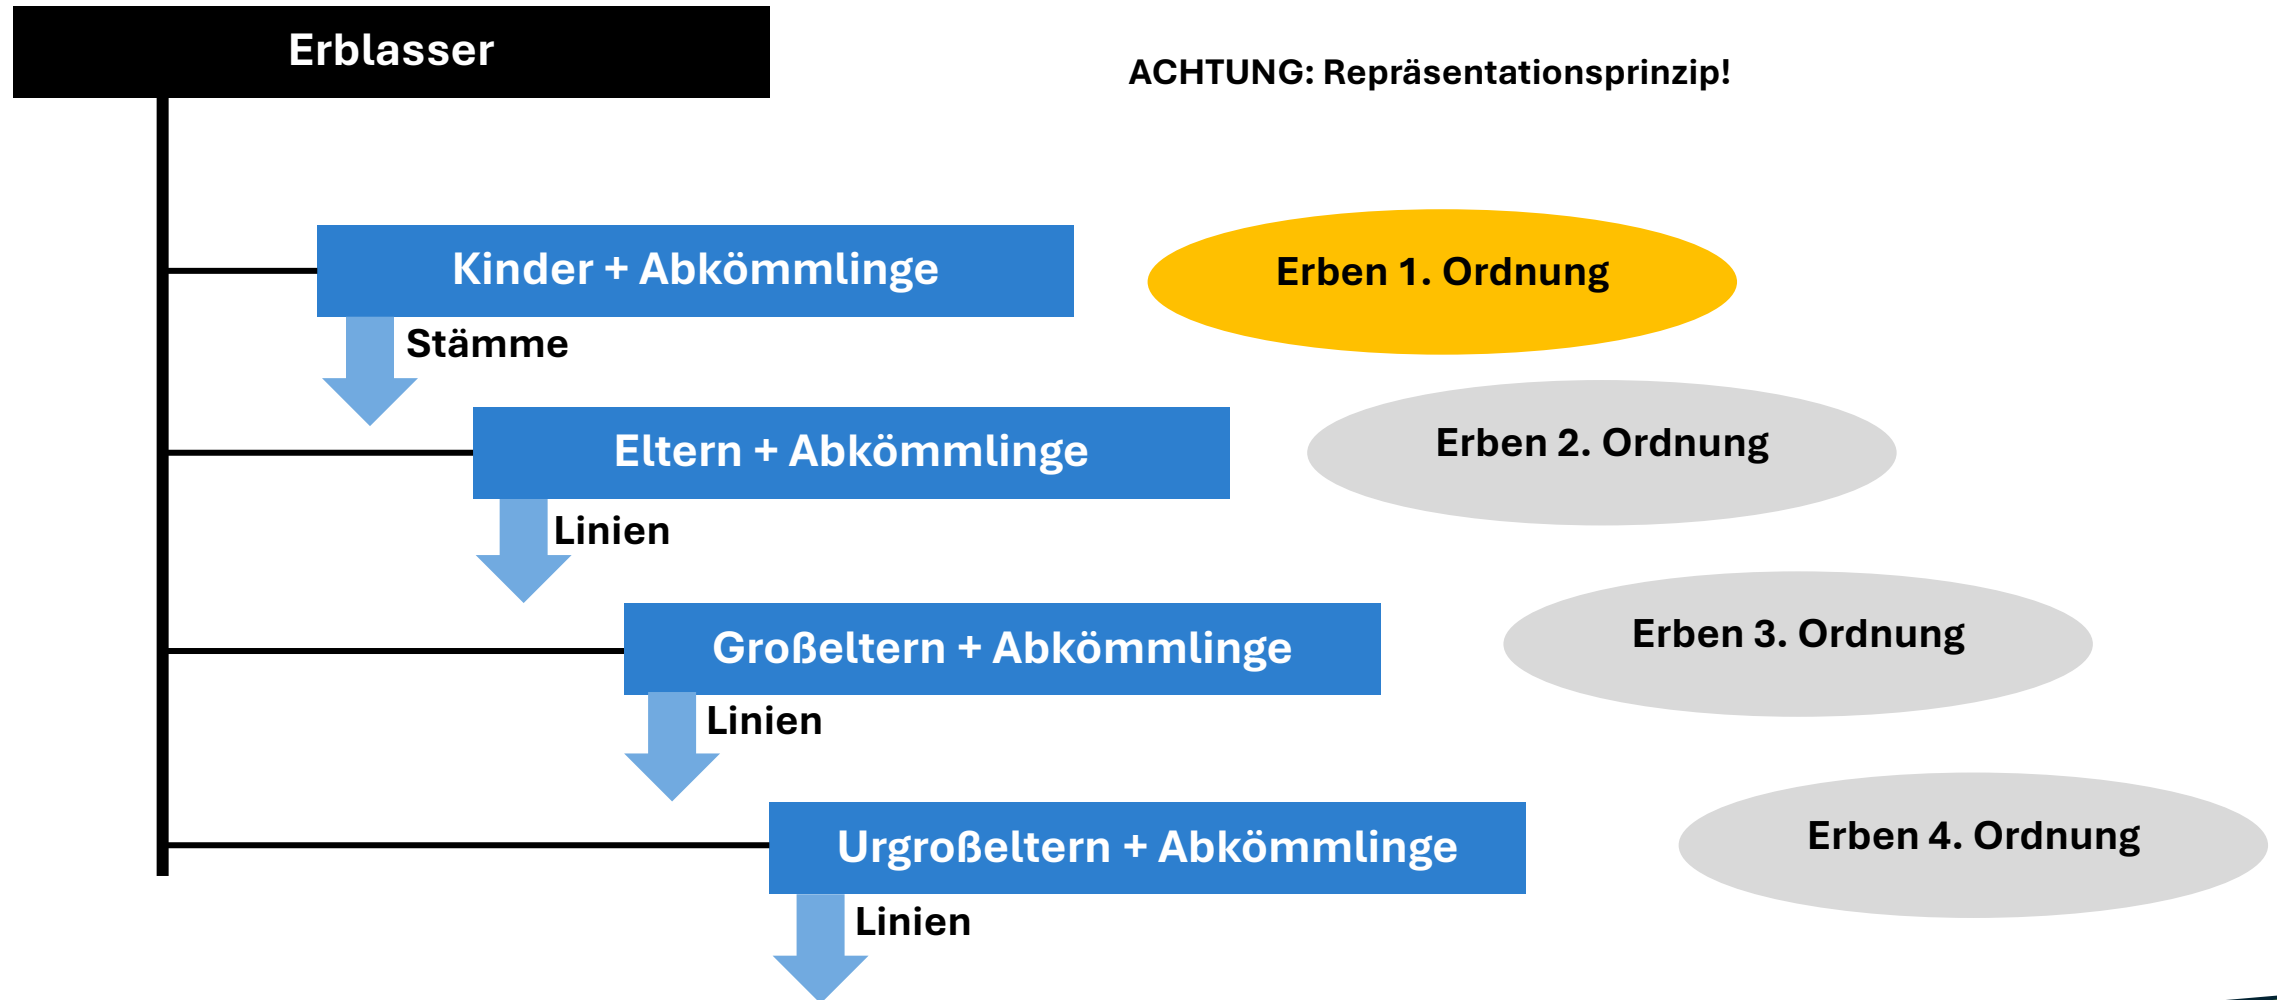 Erblasser
ACHTUNG: Repräsentationsprinzip!
Kinder + Abkömmlinge
Erben 1. Ordnung
Stämme
Eltern + Abkömmlinge
Erben 2. Ordnung
Linien
Großeltern + Abkömmlinge
Erben 3. Ordnung
Linien
Urgroßeltern + Abkömmlinge
Erben 4. Ordnung
Linien